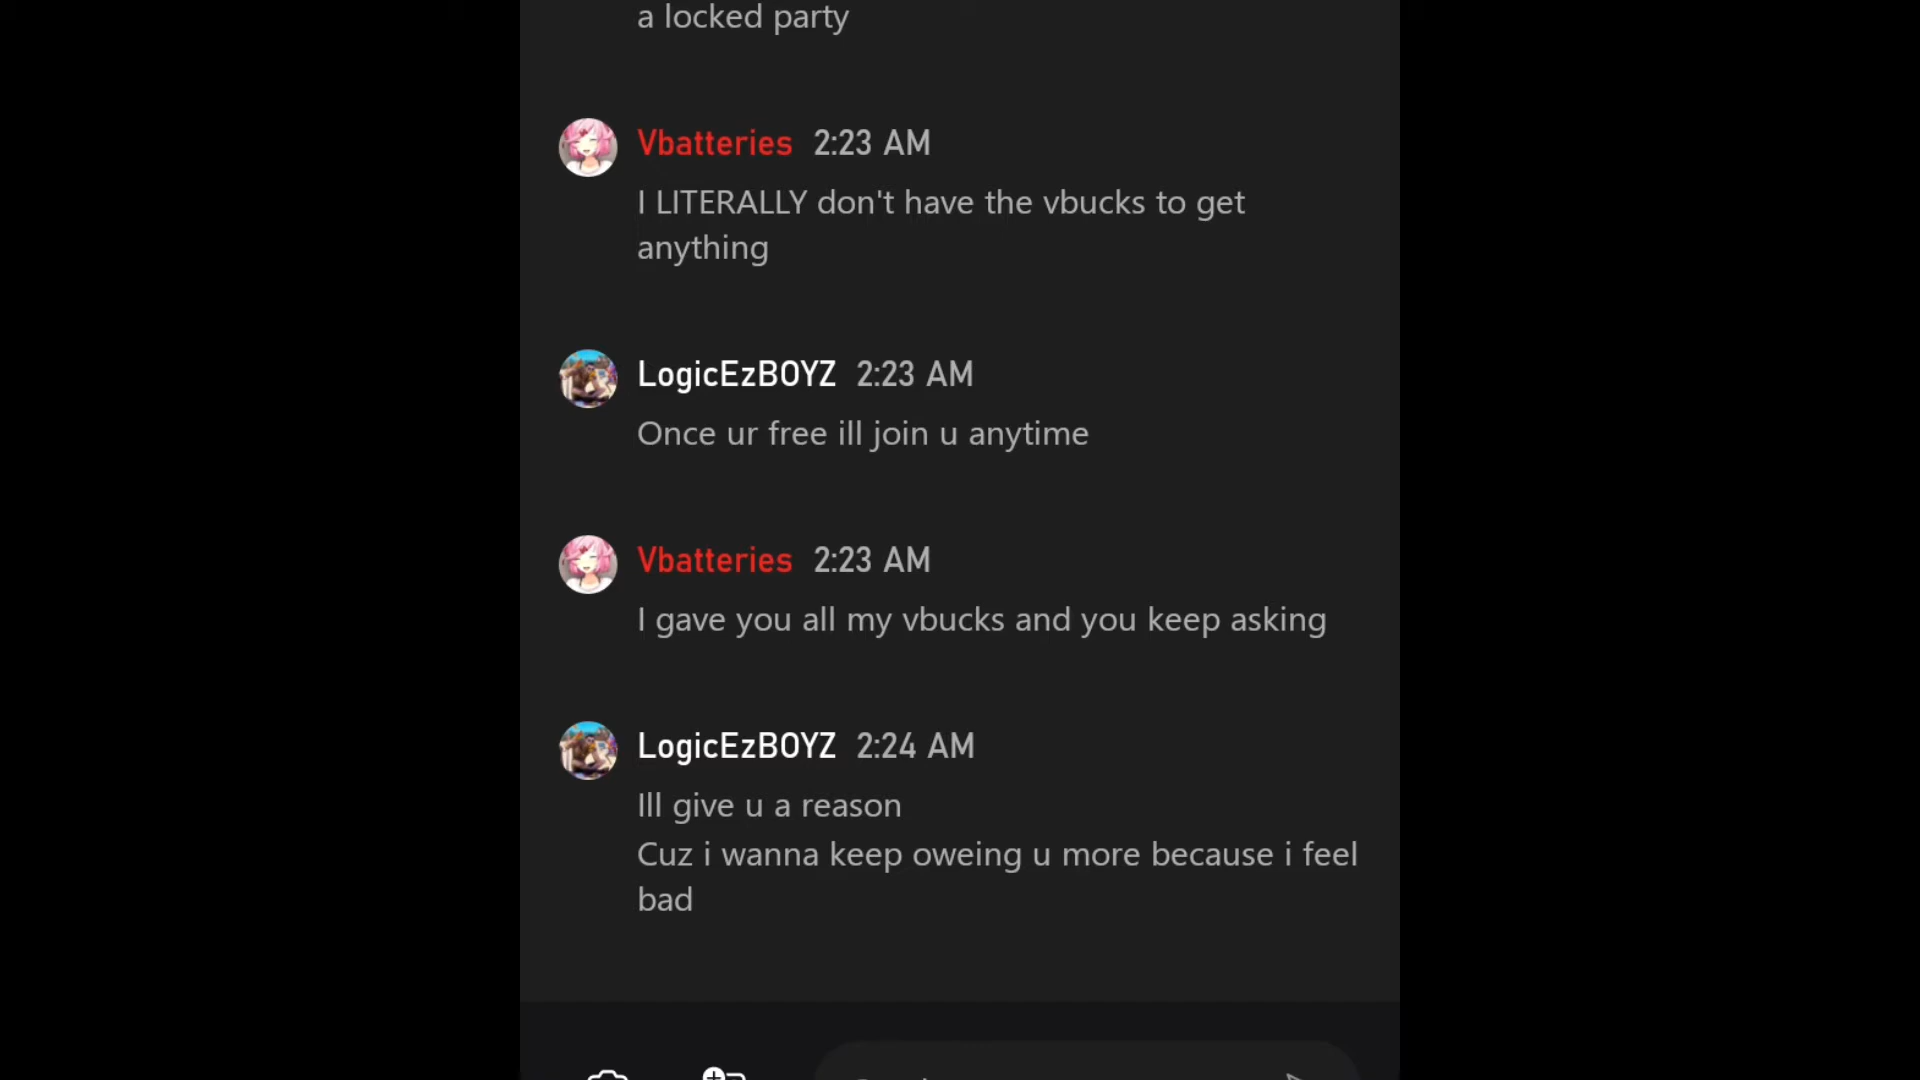 a locked party
Vbatteries 2:23 AM
I LITERALLY don't have the vbucks to get
anything
LogicEzBOYZ 2:23 AM
Once ur free ill join u anytime
Vbatteries 2:23 AM
I gave you all my vbucks and you keep asking
LogicEzBOYZ 2:24 AM
Ill give u a reason
Cuz i wanna keep oweing u more because i feel
bad